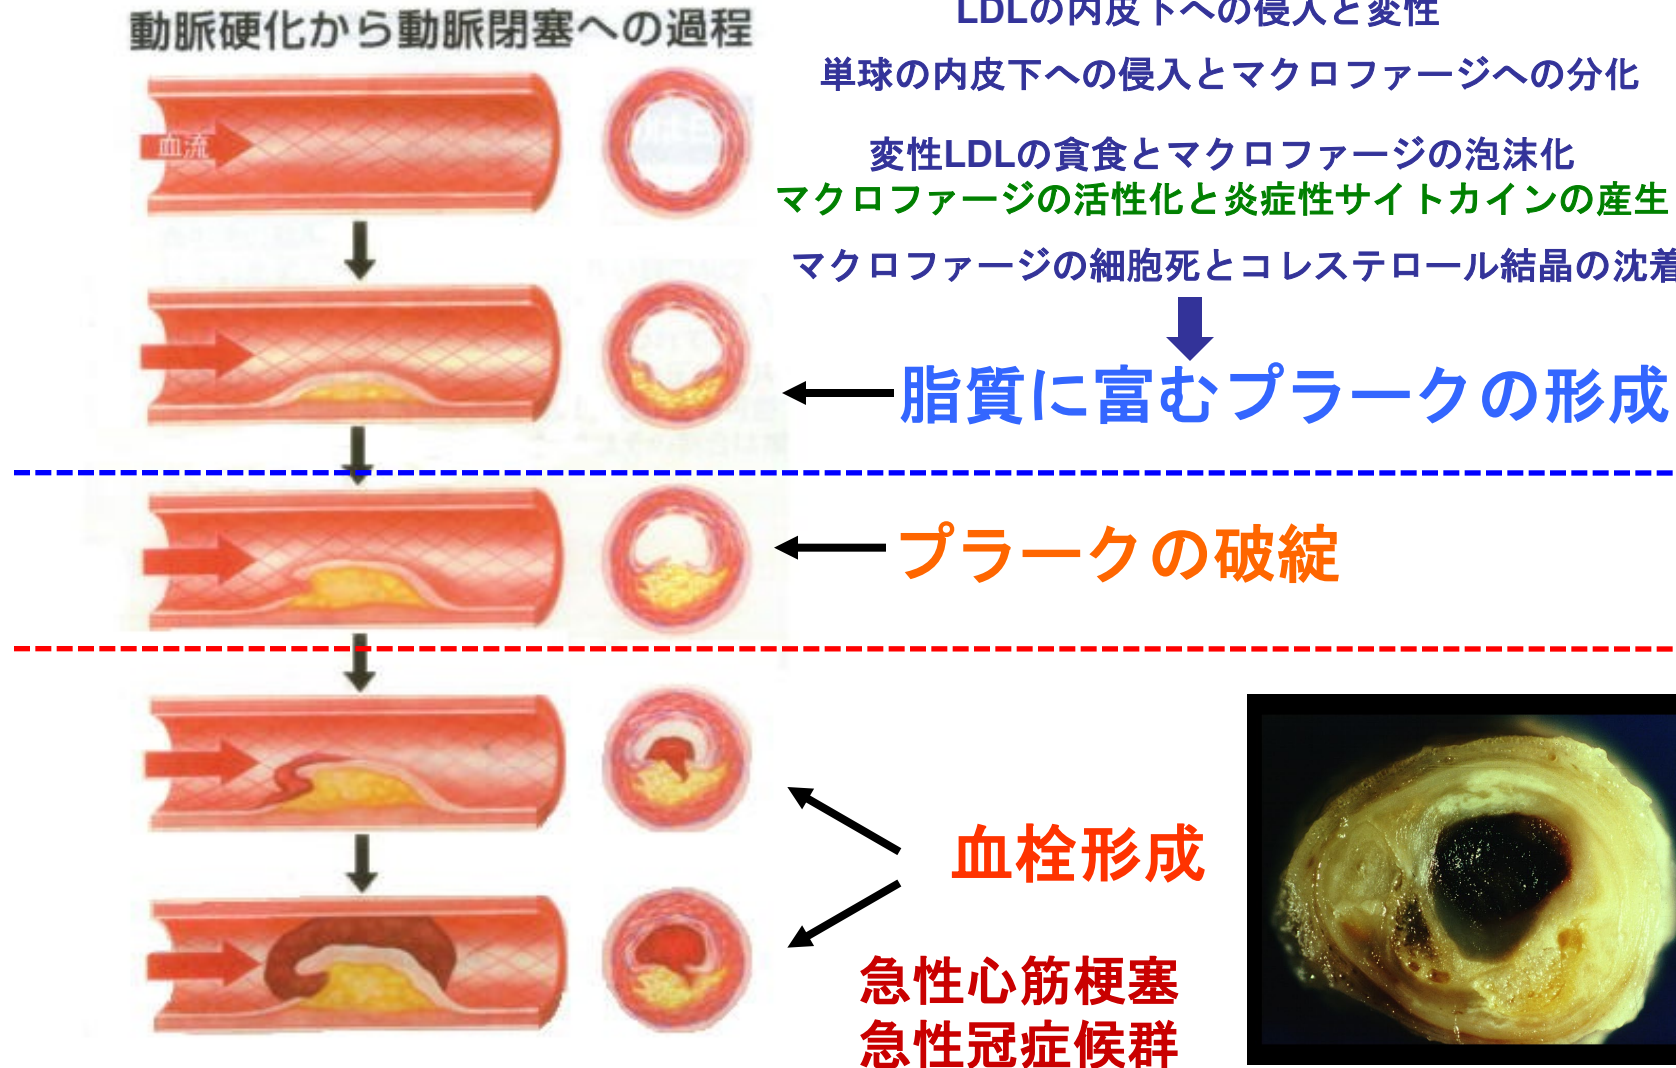 動脈硬化から動脈閉塞への過程
LDLの内皮下への侵入と変性
単球の内皮下への侵入とマクロファージへの分化
血流
変性LDLの貪食とマクロファージの泡沫化
マクロファージの活性化と炎症性サイトカインの産生
マクロファージの細胞死とコレステロール結晶の沈着
脂質に富むプラークの形成
プラークの破綻
血栓形成
急性心筋梗塞
急性冠症候群